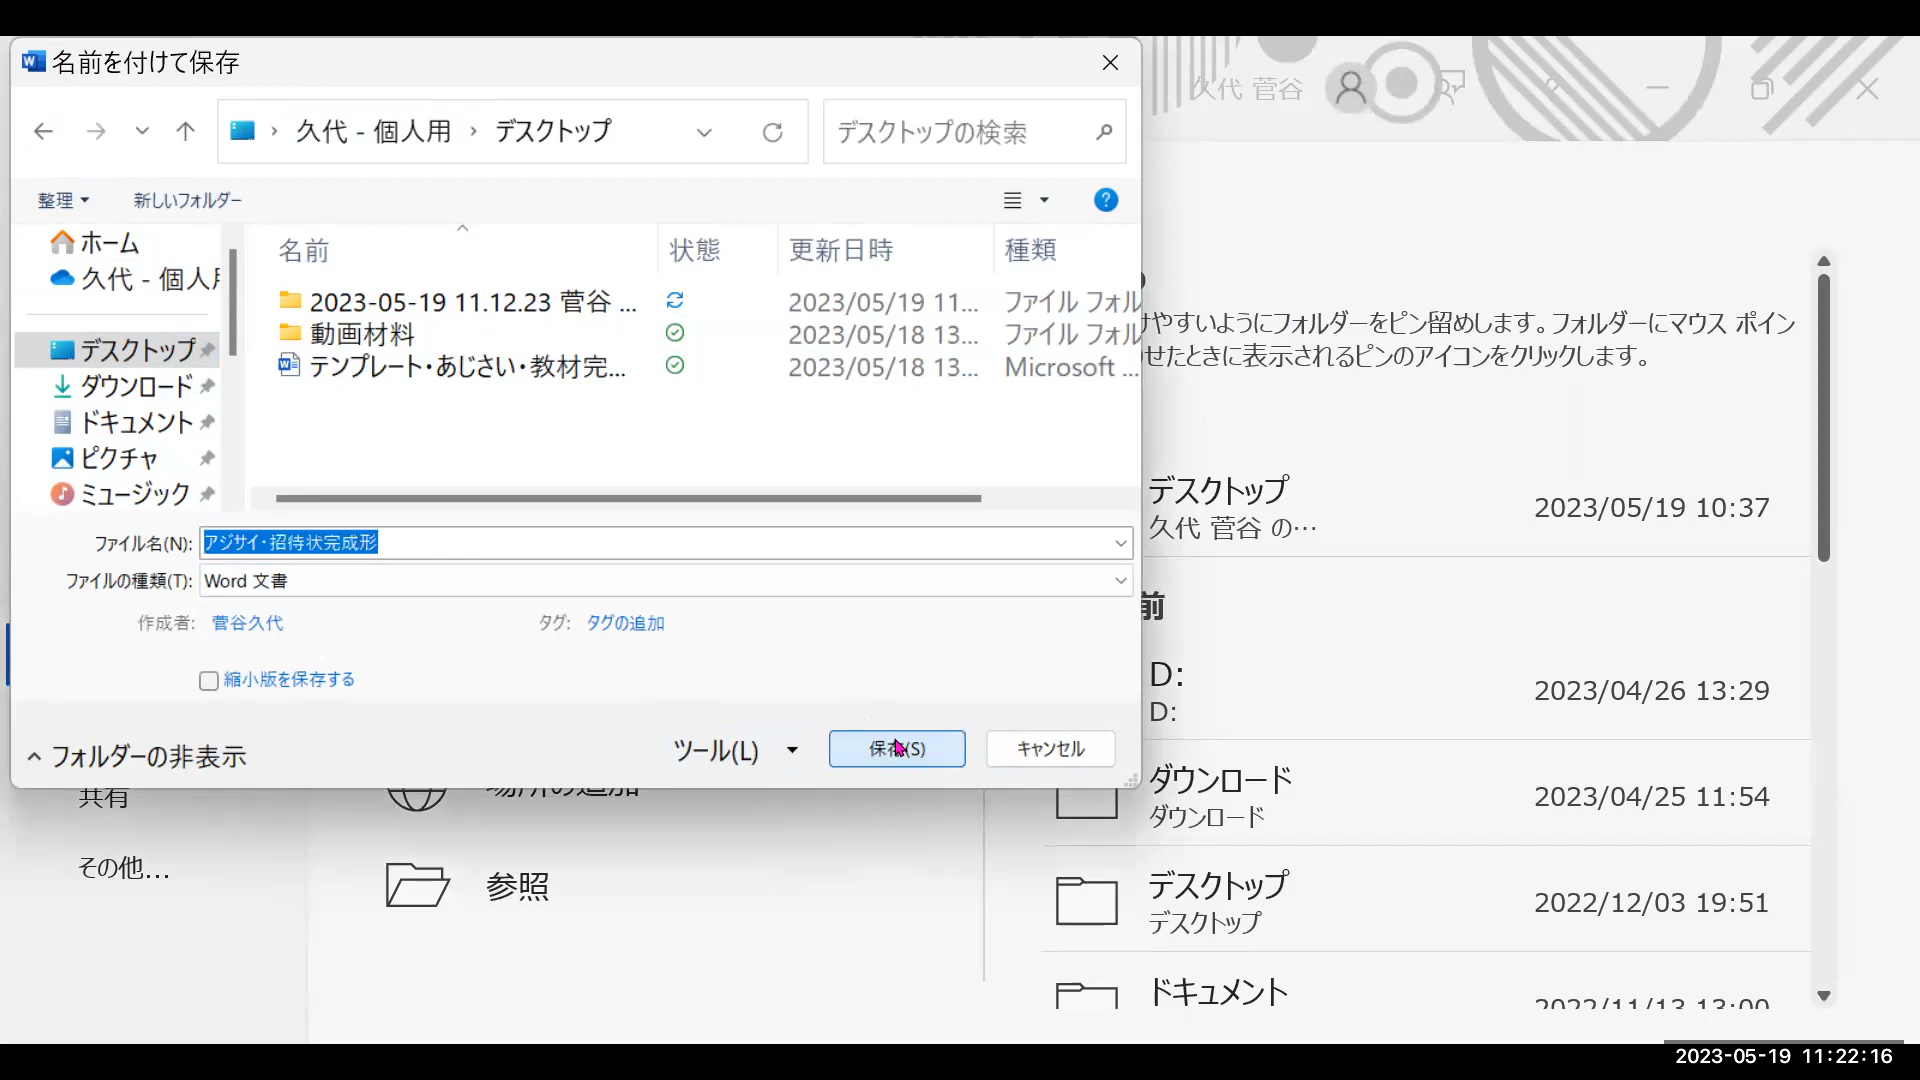 名前を付けて保存
久代 菅谷
久代 - 個人用 › デスクトップ
デスクトップの検索
整理
新しいフォルダー
ホーム
久代 - 個人
デスクトップ
ダウンロード
ドキュメント
ピクチャ
ミュージック
名前 状態 更新日時 種類
2023-05-19 11.12.23 菅谷 ... 2023/05/19 11... ファイル フォル
動画材料 2023/05/18 13... ファイル フォル
テンプレート・あじさい・教材完... 2023/05/18 13... Microsoft ...
ファイル名(N): アジサイ・招待状完成形
ファイルの種類(T): Word 文書
作成者: 菅谷久代
タグ: タグの追加
縮小版を保存する
フォルダーの非表示
ツール(L)
保存(S)
キャンセル
けやすいようにフォルダーをピン留めします。フォルダーにマウス ポイン
せたときに表示されるピンのアイコンをクリックします。
デスクトップ
久代 菅谷 の…
2023/05/19 10:37
前
D:
D:
2023/04/26 13:29
ダウンロード
ダウンロード
2023/04/25 11:54
デスクトップ
デスクトップ
2022/12/03 19:51
ドキュメント
2022/11/13 13:00
共有
その他...
場所の追加
参照
2023-05-19 11:22:16